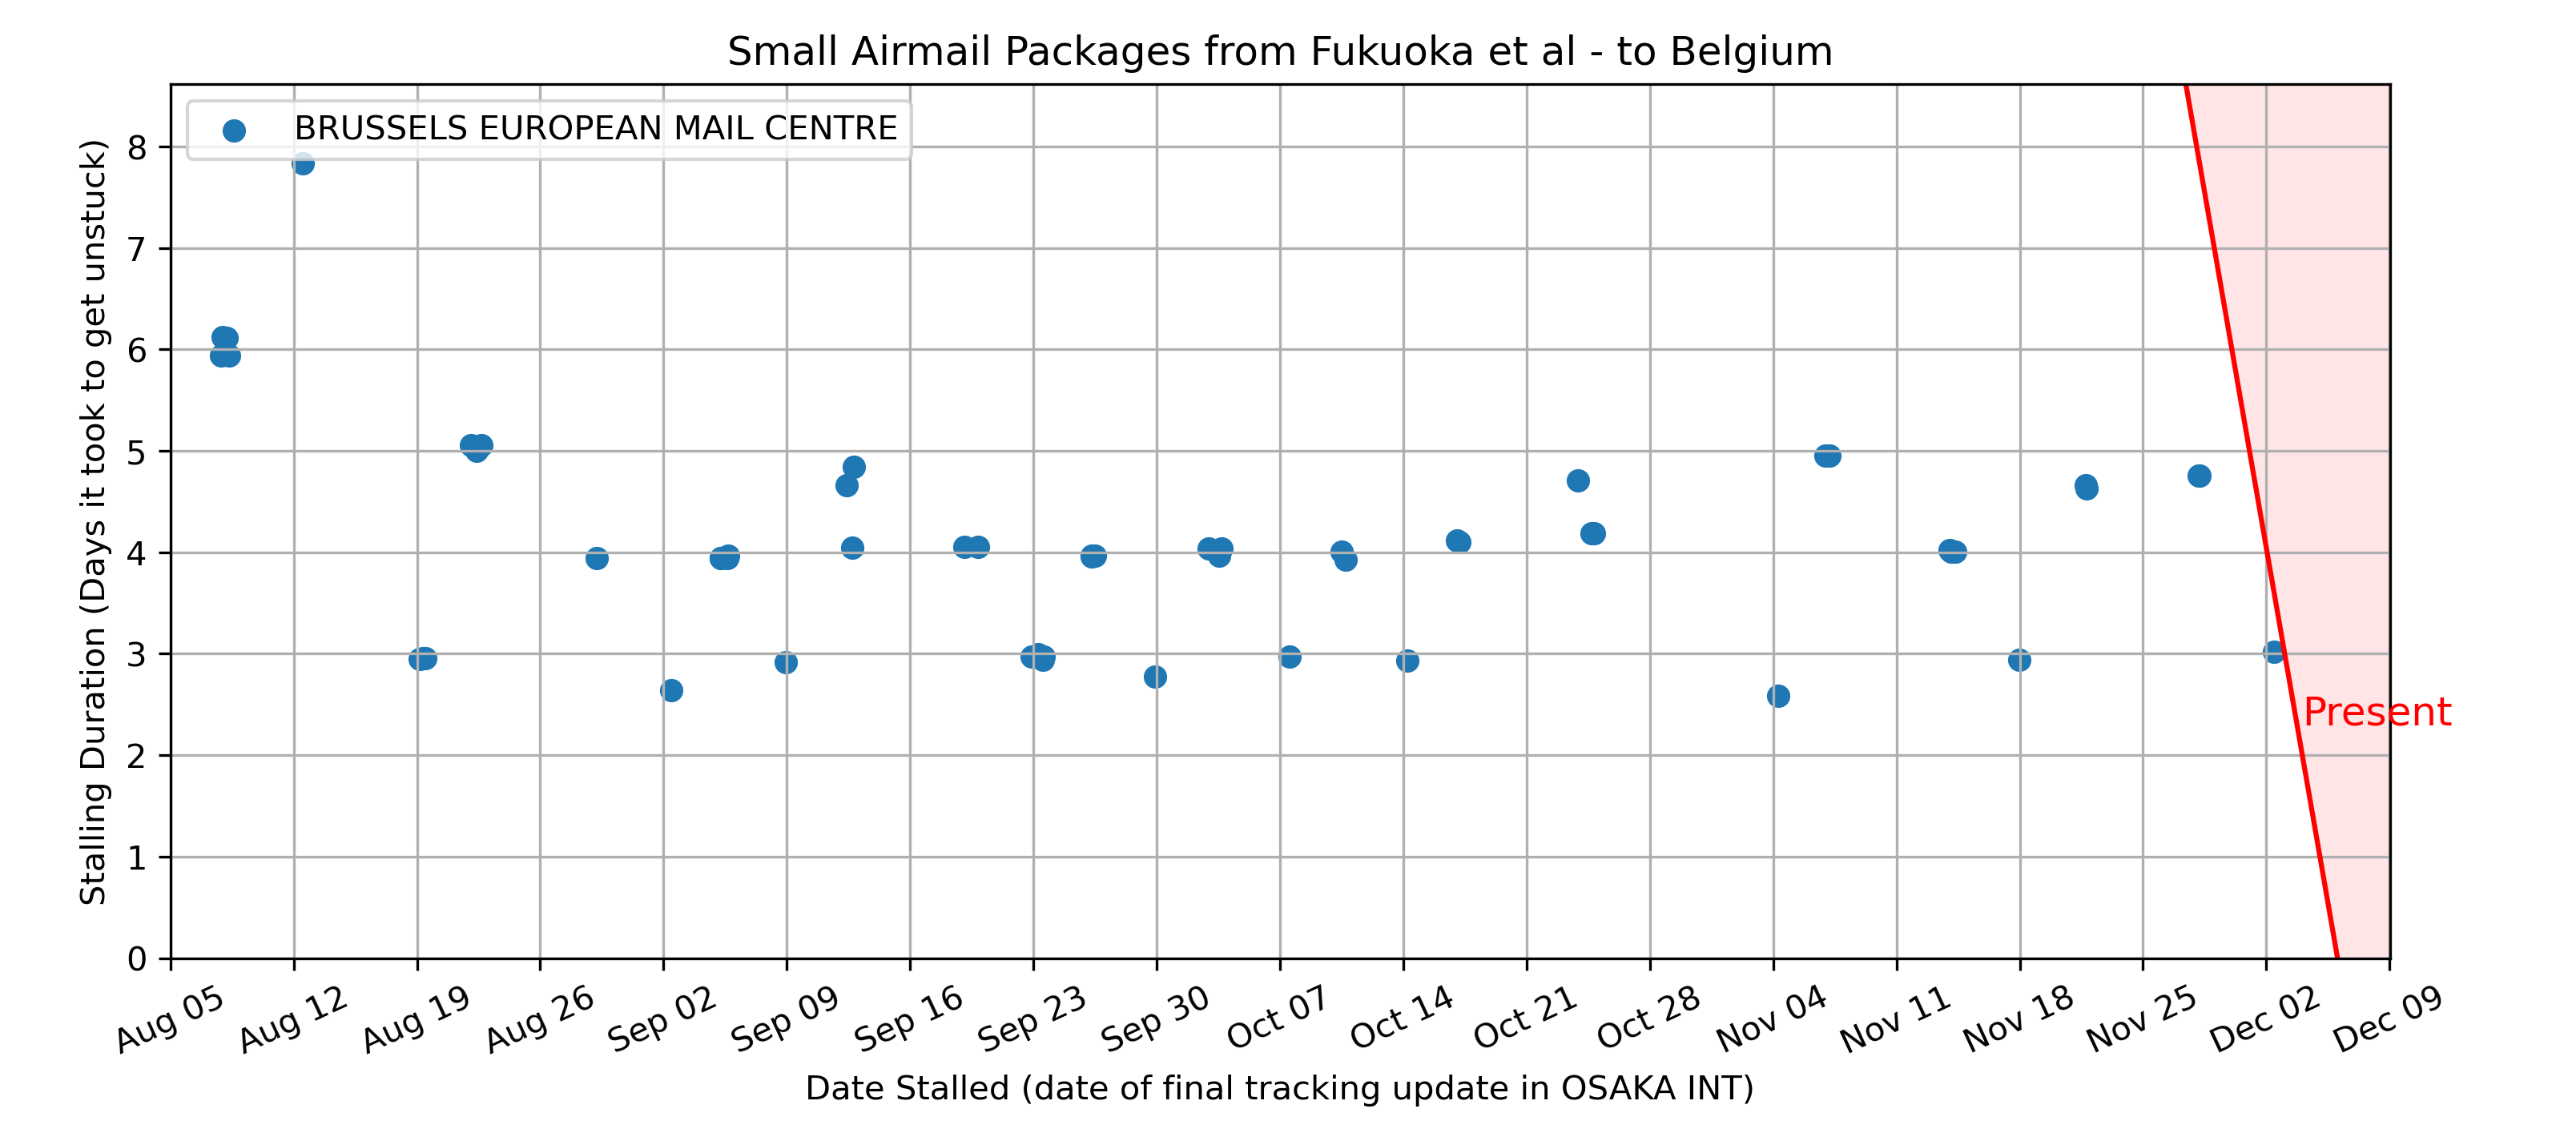 Small Airmail Packages from Fukuoka et al - to Belgium
BRUSSELS EUROPEAN MAIL CENTRE
Stalling Duration (Days it took to get unstuck)
8
7
6
5
4
3
2
1
0
Present
Aug 05
Aug 12
Aug 19
Aug 26
Sep 02
Sep 09
Sep 16
Sep 23
Sep 30
Oct 07
Oct 14
Oct 21
Oct 28
Nov 04
Nov 11
Nov 18
Nov 25
Dec 02
Dec 09
Date Stalled (date of final tracking update in OSAKA INT)